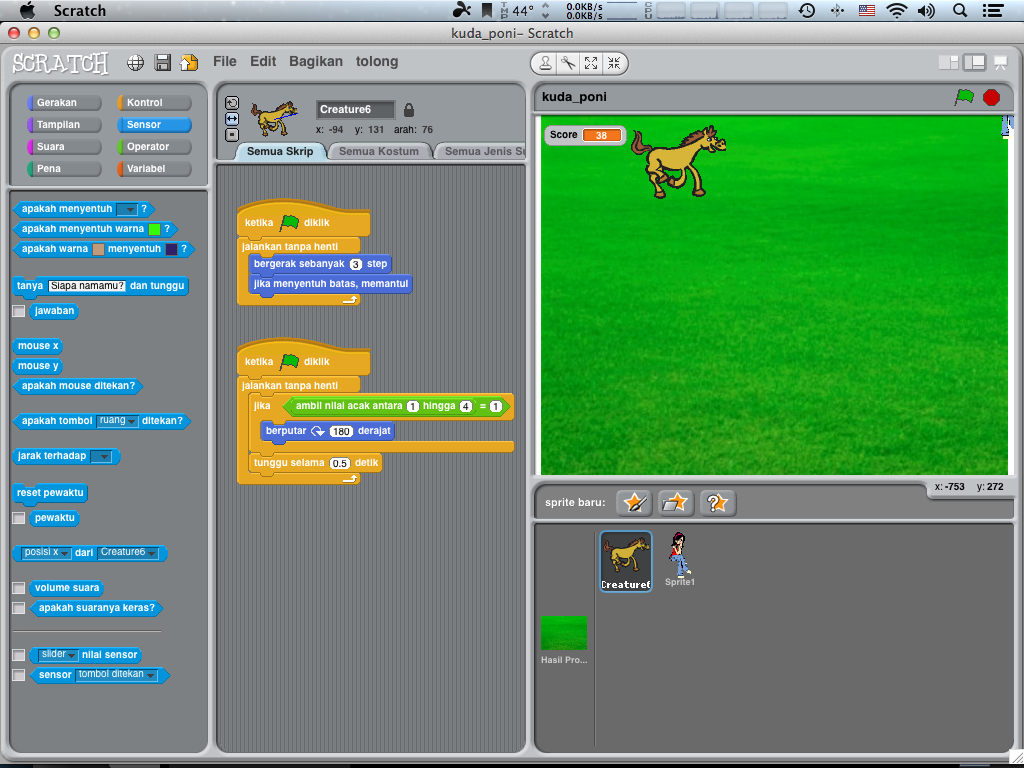 Scratch
TMP 44° 0.0KB/s
0.0KB/s
CPU
kuda_poni– Scratch
SCRATCH File Edit Bagikan tolong
Gerakan Kontrol
Tampilan Sensor
Suara Operator
Pena Variabel
Creature6
x: -94 y: 131 arah: 76
Semua Skrip Semua Kostum Semua Jenis Su
apakah menyentuh ?
apakah menyentuh warna ?
apakah warna menyentuh ?
tanya Siapa namamu? dan tunggu
jawaban
mouse x
mouse y
apakah mouse ditekan?
apakah tombol ruang ditekan?
jarak terhadap
reset pewaktu
pewaktu
posisi x dari Creature6
volume suara
apakah suaranya keras?
slider nilai sensor
sensor tombol ditekan
ketika diklik
jalankan tanpa henti
bergerak sebanyak 3 step
jika menyentuh batas, memantul
ketika diklik
jalankan tanpa henti
jika ambil nilai acak antara 1 hingga 4 = 1
berputar 180 derajat
tunggu selama 0.5 detik
kuda_poni
Score 38
x: -753 y: 272
sprite baru:
Creature6
Sprite1
Hasil Pro...